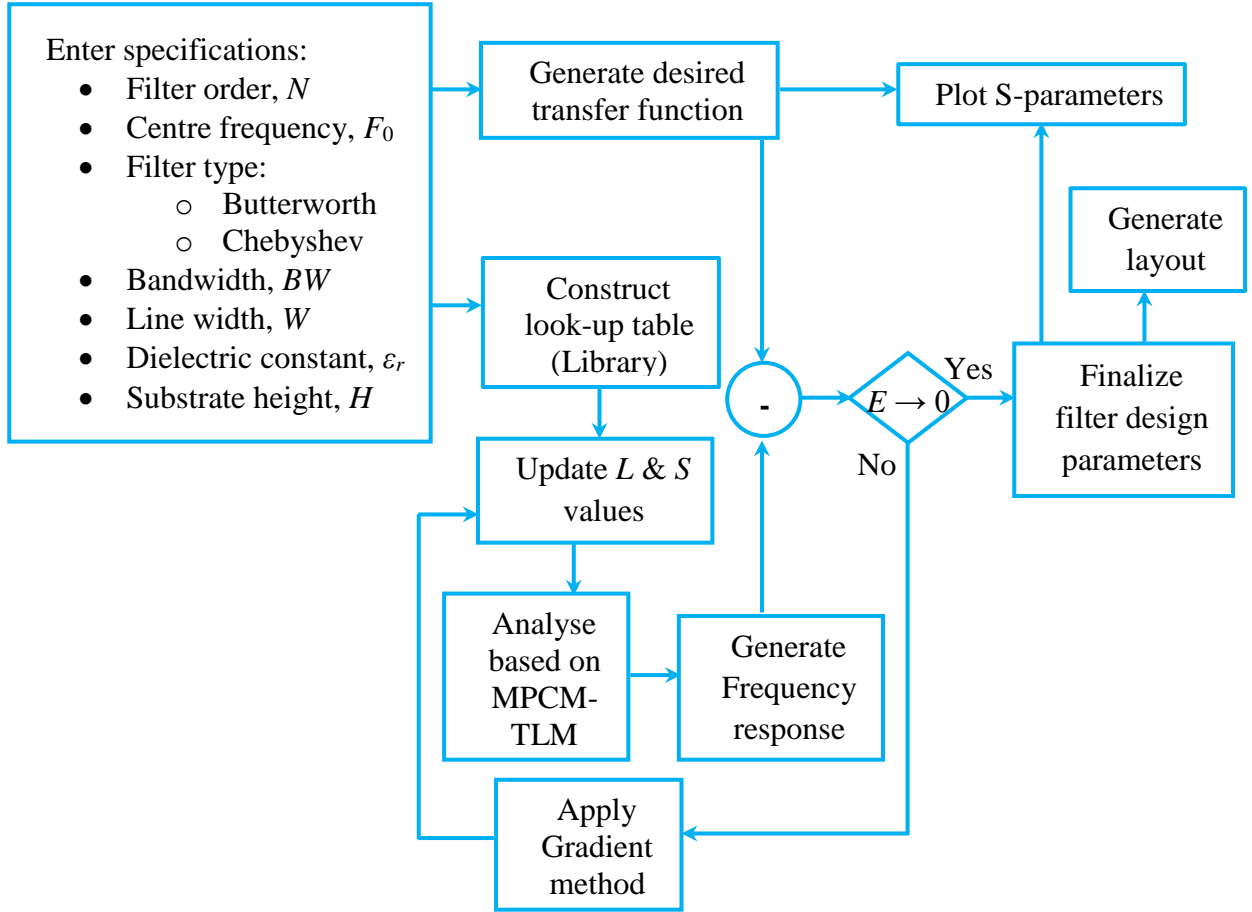 Enter specifications:
• Filter order, N
• Centre frequency, F₀
• Filter type:
o Butterworth
o Chebyshev
• Bandwidth, BW
• Line width, W
• Dielectric constant, εᵣ
• Substrate height, H
Generate desired
transfer function
Plot S-parameters
Generate
layout
Construct
look-up table
(Library)
-
E → 0
Yes
No
Finalize
filter design
parameters
Update L & S
values
Analyse
based on
MPCM-
TLM
Generate
Frequency
response
Apply
Gradient
method